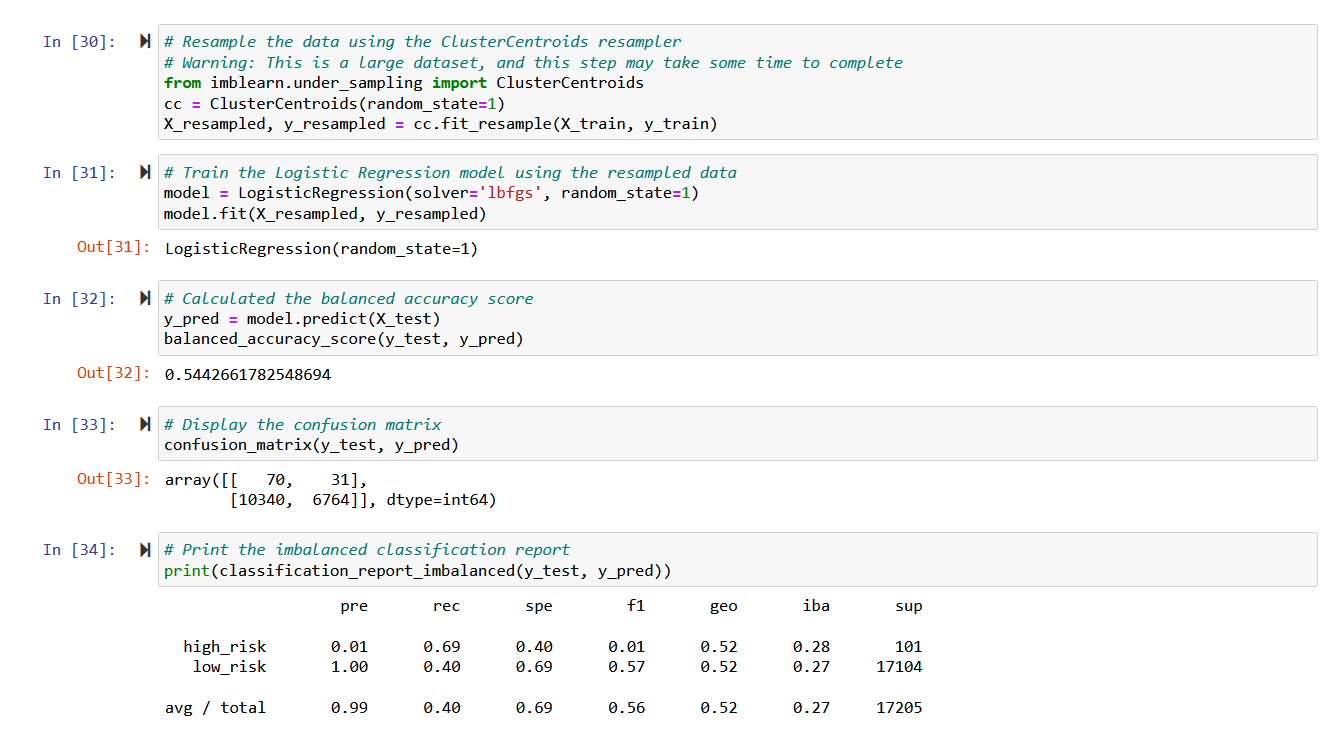 In [30]: # Resample the data using the ClusterCentroids resampler
# Warning: This is a large dataset, and this step may take some time to complete
from imblearn.under_sampling import ClusterCentroids
cc = ClusterCentroids(random_state=1)
X_resampled, y_resampled = cc.fit_resample(X_train, y_train)
In [31]: # Train the Logistic Regression model using the resampled data
model = LogisticRegression(solver='lbfgs', random_state=1)
model.fit(X_resampled, y_resampled)
Out[31]: LogisticRegression(random_state=1)
In [32]: # Calculated the balanced accuracy score
y_pred = model.predict(X_test)
balanced_accuracy_score(y_test, y_pred)
Out[32]: 0.5442661782548694
In [33]: # Display the confusion matrix
confusion_matrix(y_test, y_pred)
Out[33]: array([[   70,    31],
       [10340,  6764]], dtype=int64)
In [34]: # Print the imbalanced classification report
print(classification_report_imbalanced(y_test, y_pred))
pre rec spe f1 geo iba sup
high_risk 0.01 0.69 0.40 0.01 0.52 0.28 101
low_risk 1.00 0.40 0.69 0.57 0.52 0.27 17104
avg / total 0.99 0.40 0.69 0.56 0.52 0.27 17205